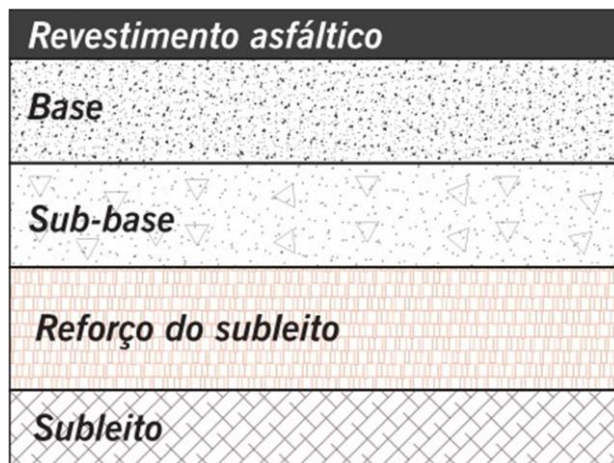 Revestimento asfáltico
Base
Sub-base
Reforço do subleito
Subleito